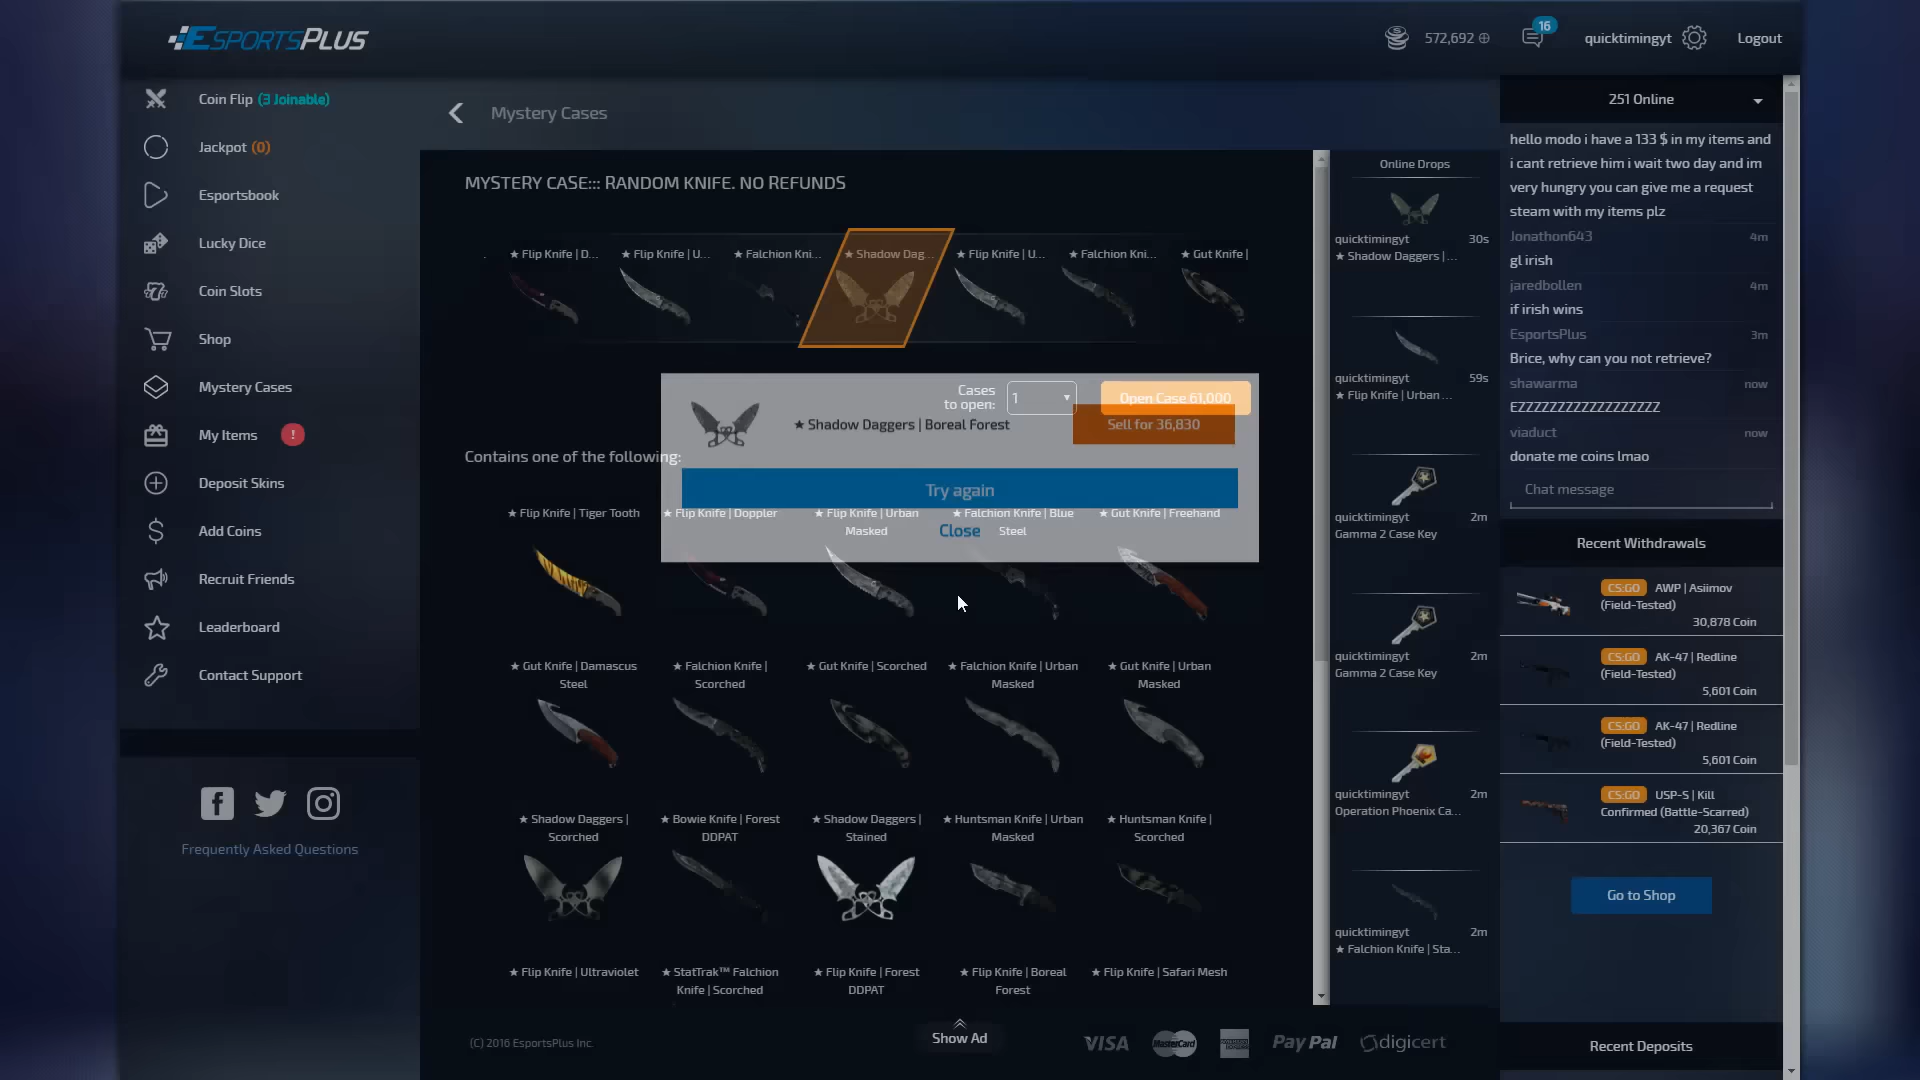 ESPORTSPLUS
572,692
16
quicktimingyt
Logout
Coin Flip (3 Joinable)
Jackpot (0)
Esportsbook
Lucky Dice
Coin Slots
Shop
Mystery Cases
My Items !
Deposit Skins
Add Coins
Recruit Friends
Leaderboard
Contact Support
Frequently Asked Questions
Mystery Cases
MYSTERY CASE::: RANDOM KNIFE. NO REFUNDS
★ Flip Knife | D...
★ Flip Knife | U...
★ Falchion Kni...
★ Shadow Dag...
★ Flip Knife | U...
★ Falchion Kni...
★ Gut Knife |
Cases
to open:
1
Open Case 61,000
★ Shadow Daggers | Boreal Forest
Sell for 36,830
Contains one of the following:
Try again
Close
★ Flip Knife | Tiger Tooth
★ Flip Knife | Doppler
★ Flip Knife | Urban
Masked
★ Falchion Knife | Blue
Steel
★ Gut Knife | Freehand
★ Gut Knife | Damascus
Steel
★ Falchion Knife |
Scorched
★ Gut Knife | Scorched
★ Falchion Knife | Urban
Masked
★ Gut Knife | Urban
Masked
★ Shadow Daggers |
Scorched
★ Bowie Knife | Forest
DDPAT
★ Shadow Daggers |
Stained
★ Huntsman Knife | Urban
Masked
★ Huntsman Knife |
Scorched
★ Flip Knife | Ultraviolet
★ StatTrak™ Falchion
Knife | Scorched
★ Flip Knife | Forest
DDPAT
★ Flip Knife | Boreal
Forest
★ Flip Knife | Safari Mesh
(C) 2016 EsportsPlus Inc.
Show Ad
VISA
MasterCard
PayPal
digicert
Online Drops
quicktimingyt 30s
★ Shadow Daggers | ...
quicktimingyt 59s
★ Flip Knife | Urban ...
quicktimingyt 2m
Gamma 2 Case Key
quicktimingyt 2m
Gamma 2 Case Key
quicktimingyt 2m
Operation Phoenix Ca...
quicktimingyt 2m
★ Falchion Knife | Sta...
251 Online
hello modo i have a 133 $ in my items and
i cant retrieve him i wait two day and im
very hungry you can give me a request
steam with my items plz
Jonathon643 4m
gl irish
jaredbollen 4m
if irish wins
EsportsPlus 3m
Brice, why can you not retrieve?
shawarma now
EZZZZZZZZZZZZZZZZZZZ
viaduct now
donate me coins lmao
Chat message
Recent Withdrawals
CS:GO AWP | Asiimov
(Field-Tested)
30,878 Coin
CS:GO AK-47 | Redline
(Field-Tested)
5,601 Coin
CS:GO AK-47 | Redline
(Field-Tested)
5,601 Coin
CS:GO USP-S | Kill
Confirmed (Battle-Scarred)
20,367 Coin
Go to Shop
Recent Deposits